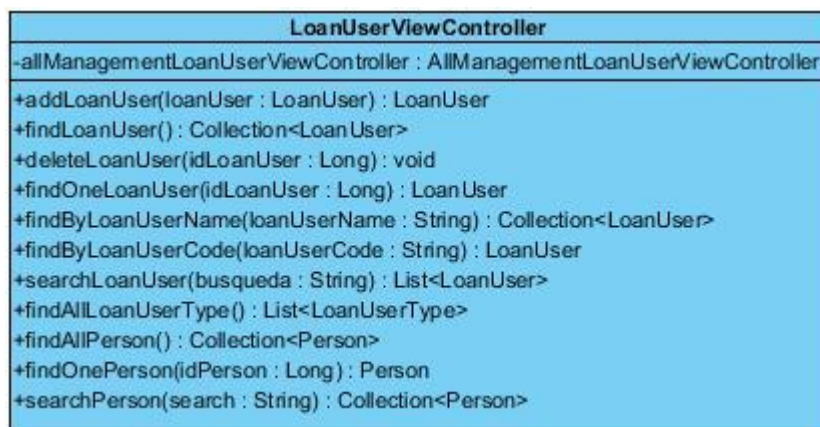 LoanUserViewController
-allManagementLoanUserViewController : AllManagementLoanUserViewController
+addLoanUser(loanUser : LoanUser) : LoanUser
+findLoanUser() : Collection<LoanUser>
+deleteLoanUser(idLoanUser : Long) : void
+findOneLoanUser(idLoanUser : Long) : LoanUser
+findByLoanUserName(loanUserName : String) : Collection<LoanUser>
+findByLoanUserCode(loanUserCode : String) : LoanUser
+searchLoanUser(busqueda : String) : List<LoanUser>
+findAllLoanUserType() : List<LoanUserType>
+findAllPerson() : Collection<Person>
+findOnePerson(idPerson : Long) : Person
+searchPerson(search : String) : Collection<Person>